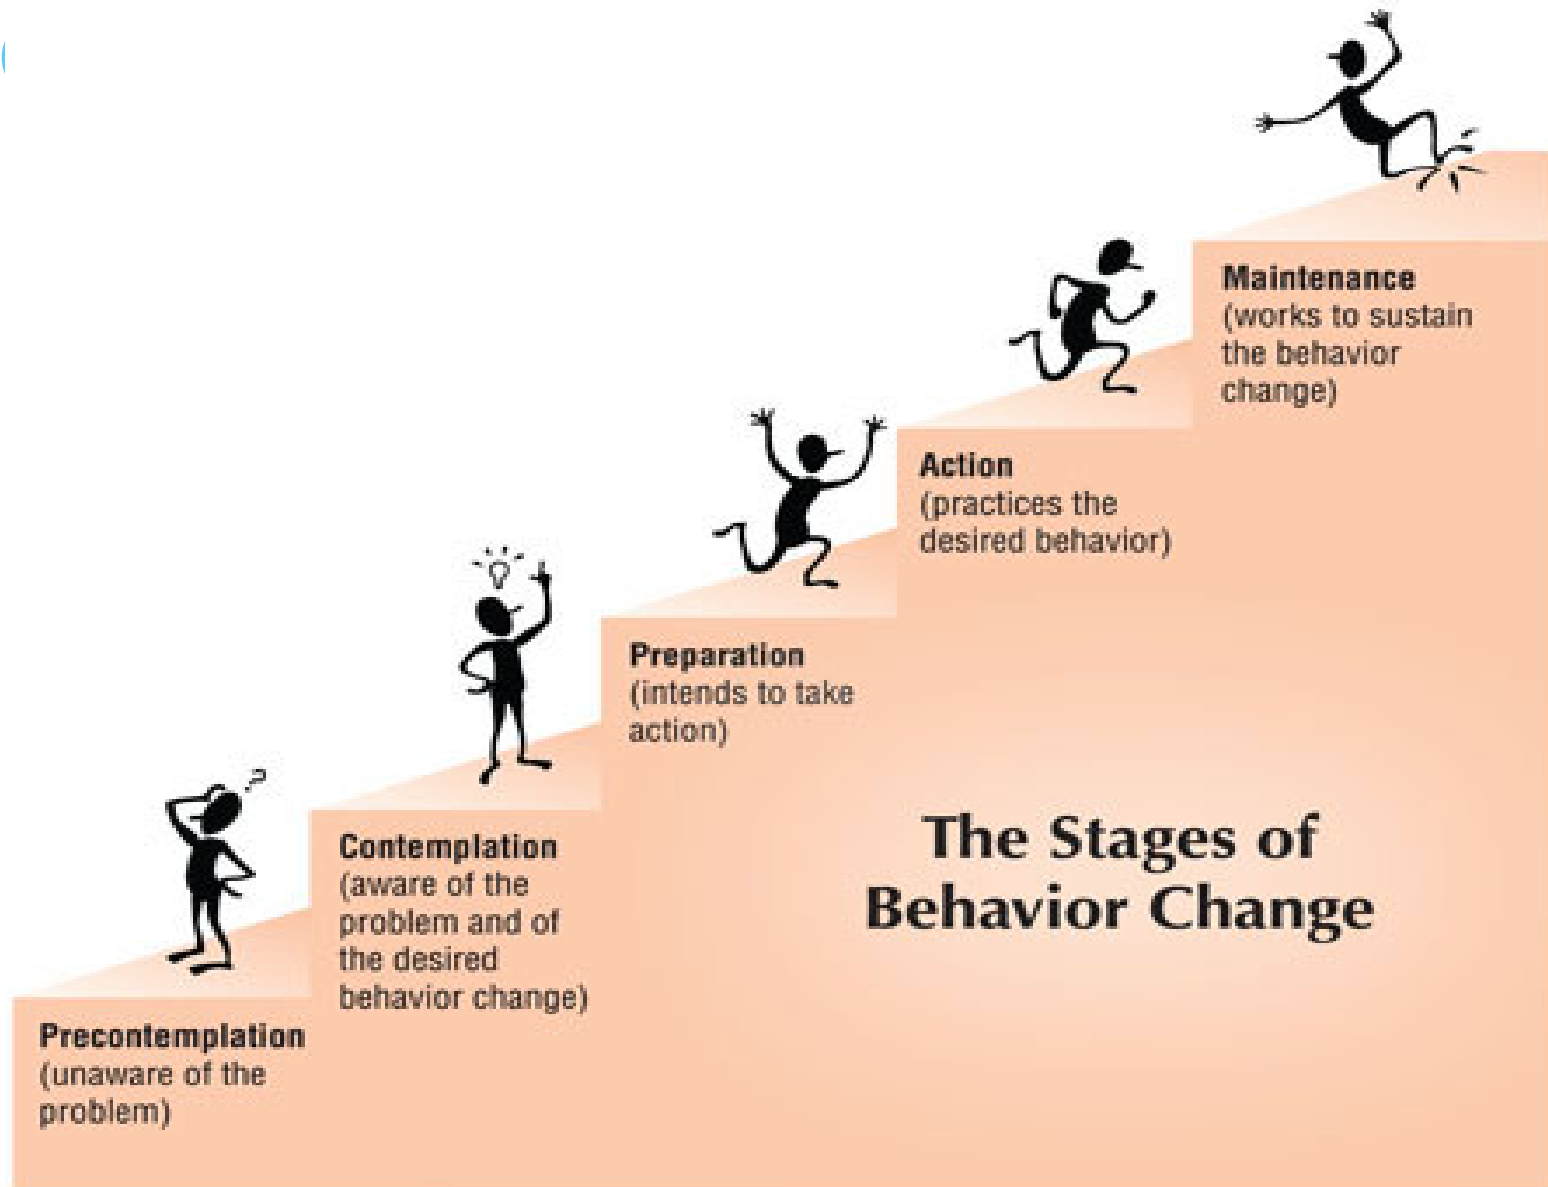 Maintenance
(works to sustain
the behavior
change)
Action
(practices the
desired behavior)
Preparation
(intends to take
action)
Contemplation
(aware of the
problem and of
the desired
behavior change)
Precontemplation
(unaware of the
problem)
The Stages of
Behavior Change
?